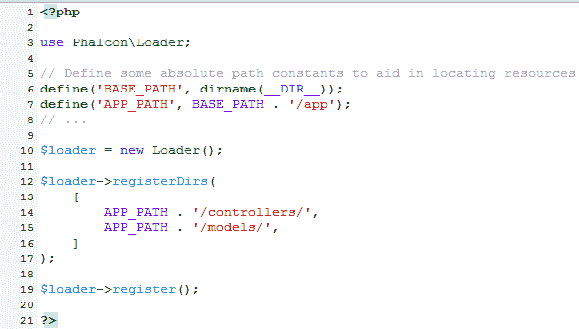 1 <?php
2
3 use Phalcon\Loader;
4
5 // Define some absolute path constants to aid in locating resources
6 define('BASE_PATH', dirname(__DIR__));
7 define('APP_PATH', BASE_PATH . '/app');
8 // ...
9
10 $loader = new Loader();
11
12 $loader->registerDirs(
13     [
14         APP_PATH . '/controllers/',
15         APP_PATH . '/models/',
16     ]
17 );
18
19 $loader->register();
20
21 ?>